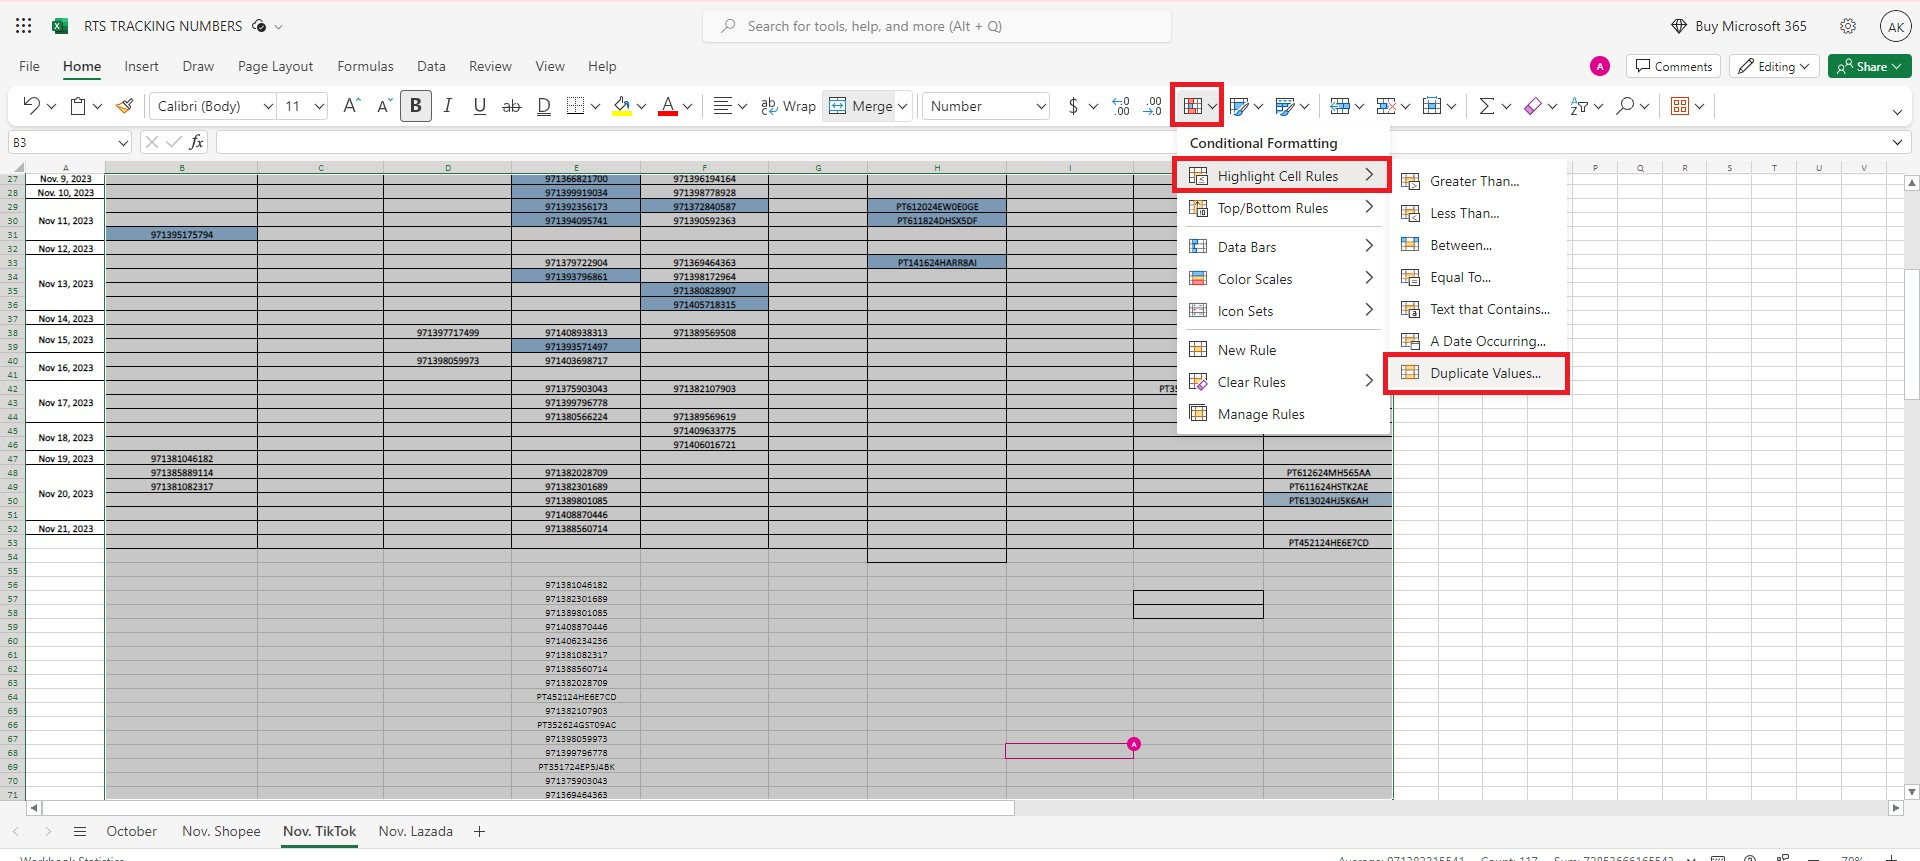 RTS TRACKING NUMBERS
Search for tools, help, and more (Alt + Q)
Buy Microsoft 365
AK
File Home Insert Draw Page Layout Formulas Data Review View Help
A Comments Editing Share
Calibri (Body) 11 A A B I U ab D A ab Wrap Merge Number $ .00 .00
B3 fx
Conditional Formatting
Highlight Cell Rules
Top/Bottom Rules
Data Bars
Color Scales
Icon Sets
New Rule
Clear Rules
Manage Rules
Greater Than...
Less Than...
Between...
Equal To...
Text that Contains...
A Date Occurring...
Duplicate Values...
A B C D E F G H I P Q R S T U V
27 Nov. 9, 2023 971366821700 971396194164
28 Nov. 10, 2023 971399919034 971398778928
29 971392356173 971372840587 PT612024EW0E0GE
30 Nov 11, 2023 971394095741 971390592363 PT611824DHSX5DF
31 971395175794
32 Nov 12, 2023
33 971379722904 971369464363 PT141624HARR8AI
34 Nov 13, 2023 971393796861 971398172964
35 971380828907
36 971405718315
37 Nov 14, 2023
38 Nov 15, 2023 971397717499 971408938313 971389569508
39 971393571497
40 Nov 16, 2023 971398059973 971403698717
41
42 971375903043 971382107903 PT35
43 Nov 17, 2023 971399796778
44 971380566224 971389569619
45 Nov 18, 2023 971409633775
46 971406016721
47 Nov 19, 2023 971381046182
48 971385889114 971382028709 PT612624MH565AA
49 Nov 20, 2023 971381082317 971382301689 PT611624HSTK2AE
50 971389801085 PT613024HJ5K6AH
51 971408870446
52 Nov 21, 2023 971388560714
53 PT452124HE6E7CD
54
55
56 971381046182
57 971382301689
58 971389801085
59 971408870446
60 971406234236
61 971381082317
62 971388560714
63 971382028709
64 PT452124HE6E7CD
65 971382107903
66 PT352624GST09AC
67 971398059973
68 971399796778 A
69 PT351724EP5J4BK
70 971375903043
71 971369464363
October Nov. Shopee Nov. TikTok Nov. Lazada
Workbook Statistics Average: 971382215541 Count: 117 Sum: 72853666165542 70%